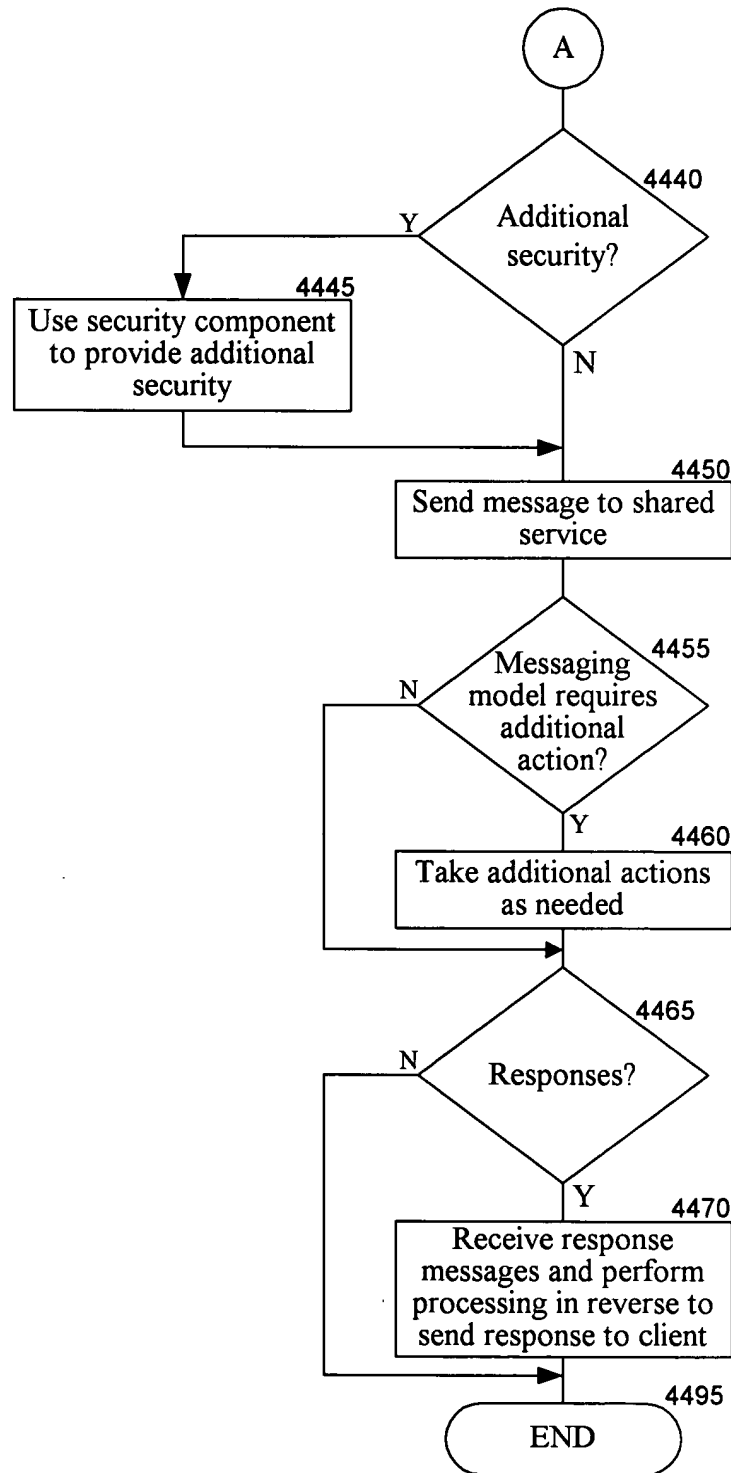 A
4440
Additional
security?
Y
N
4445
Use security component
to provide additional
security
4450
Send message to shared
service
4455
Messaging
model requires
additional
action?
N
Y
4460
Take additional actions
as needed
4465
Responses?
N
Y
4470
Receive response
messages and perform
processing in reverse to
send response to client
4495
END